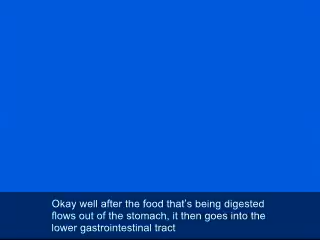 Okay well after the food that's being digested
flows out of the stomach, it then goes into the
lower gastrointestinal tract